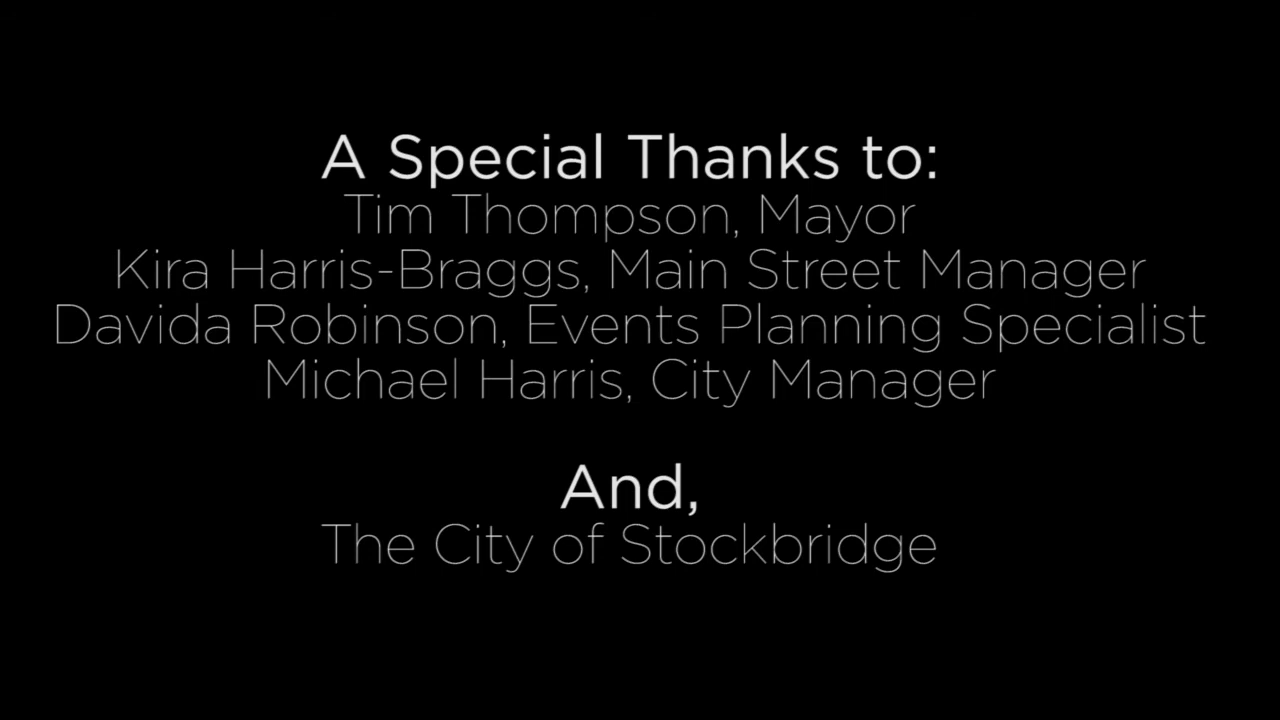 A Special Thanks to:
Tim Thompson, Mayor
Kira Harris-Braggs, Main Street Manager
Davida Robinson, Events Planning Specialist
Michael Harris, City Manager
And,
The City of Stockbridge